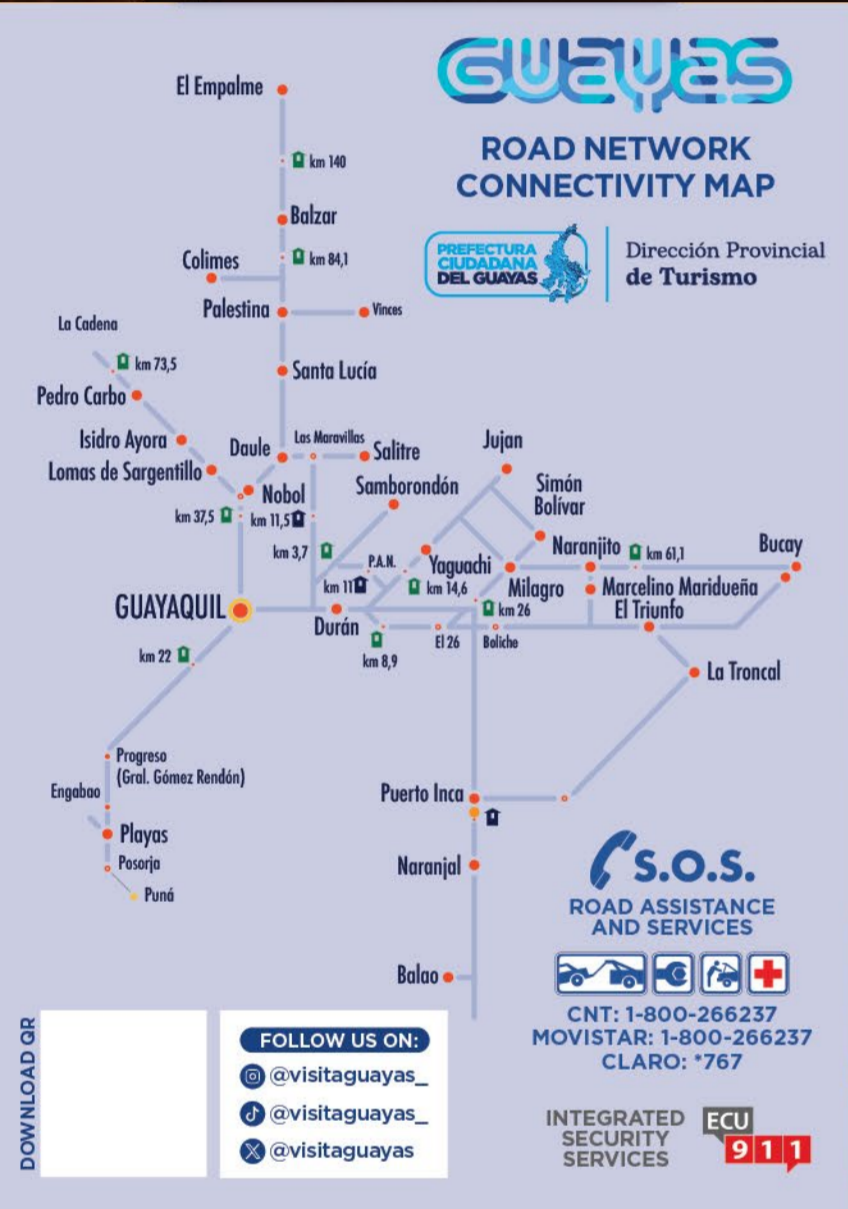 GUAYAS
ROAD NETWORK
CONNECTIVITY MAP
PREFECTURA
CIUDADANA
DEL GUAYAS
Dirección Provincial
de Turismo
El Empalme
km 140
Balzar
km 84,1
Colimes
Palestina
Vinces
La Cadena
km 73,5
Santa Lucía
Pedro Carbo
Isidro Ayora
Daule
Las Maravillas
Salitre
Jujan
Lomas de Sargentillo
Nobol
Samborondón
Simón
Bolívar
km 37,5
km 11,5
km 3,7
P.A.N.
Yaguachi
Naranjito
km 61,1
Bucay
km 11
km 14,6
Milagro
Marcelino Maridueña
GUAYAQUIL
Durán
km 26
El Triunfo
km 22
km 8,9
El 26
Boliche
La Troncal
Progreso
(Gral. Gómez Rendón)
Engabao
Puerto Inca
Playas
Posorja
Naranjal
Puná
Balao
S.O.S.
ROAD ASSISTANCE
AND SERVICES
CNT: 1-800-266237
MOVISTAR: 1-800-266237
CLARO: *767
DOWNLOAD QR
FOLLOW US ON:
@visitaguayas_
@visitaguayas_
@visitaguayas
INTEGRATED
SECURITY
SERVICES
ECU
911